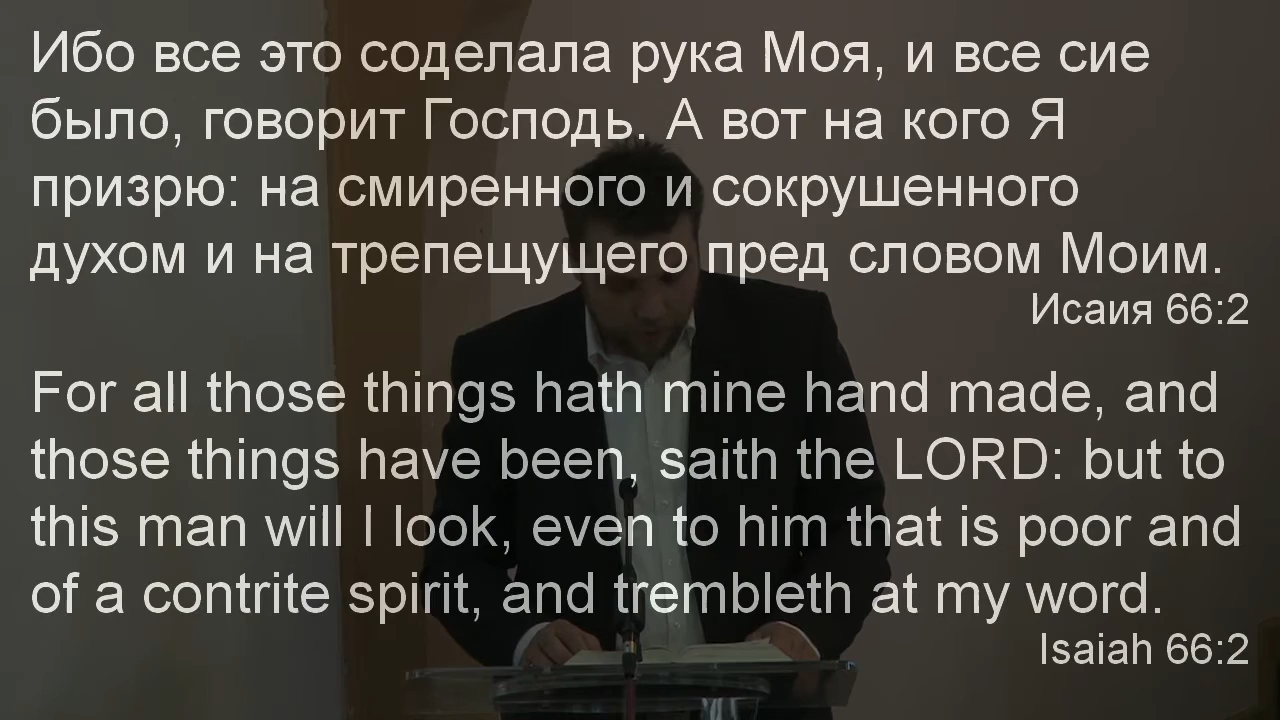 Ибо все это соделала рука Моя, и все сие
было, говорит Господь. А вот на кого Я
призрю: на смиренного и сокрушенного
духом и на трепещущего пред словом Моим.
Исаия 66:2
For all those things hath mine hand made, and
those things have been, saith the LORD: but to
this man will I look, even to him that is poor and
of a contrite spirit, and trembleth at my word.
Isaiah 66:2